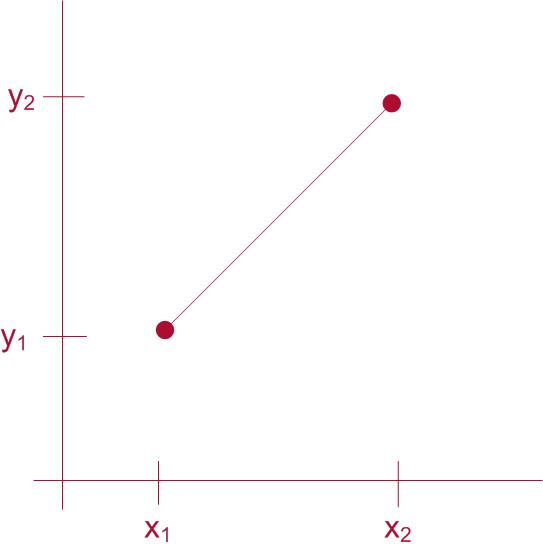 y₂
y₁
x₁ x₂